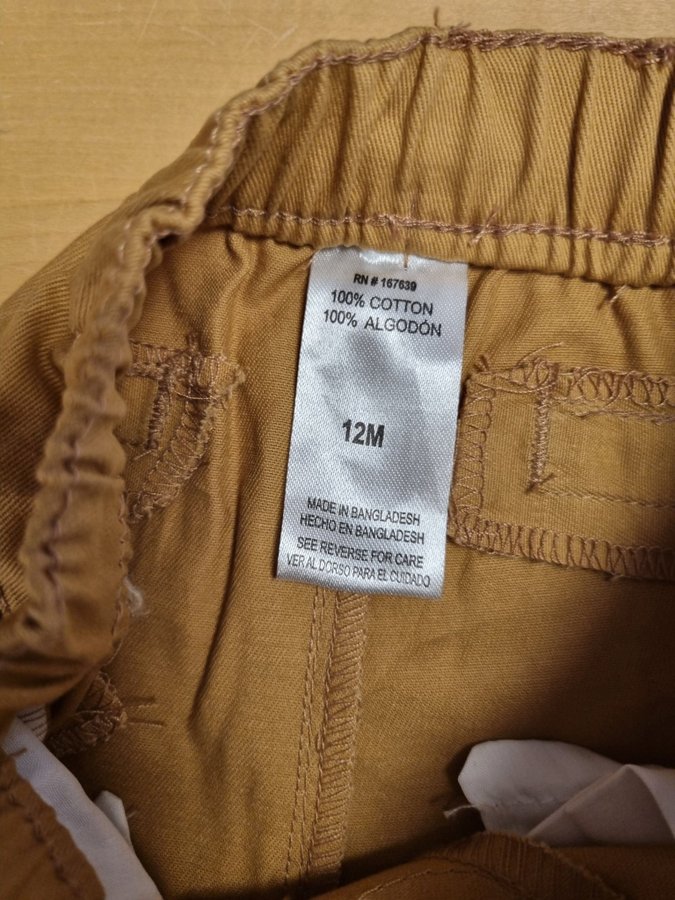 RN # 167639
100% COTTON
100% ALGODÓN
12M
MADE IN BANGLADESH
HECHO EN BANGLADESH
SEE REVERSE FOR CARE
VER AL DORSO PARA EL CUIDADO